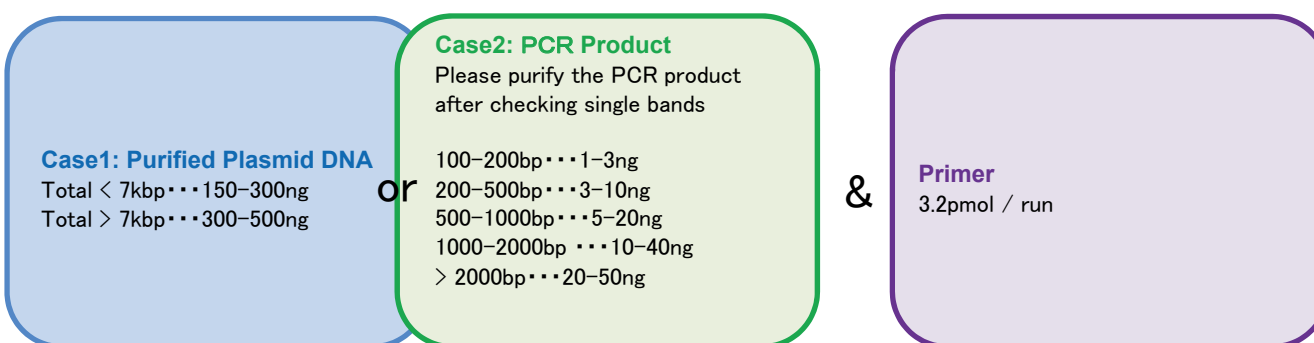 Case1: Purified Plasmid DNA
Total < 7kbp･･･150-300ng
Total > 7kbp･･･300-500ng
or
Case2: PCR Product
Please purify the PCR product
after checking single bands
100-200bp･･･1-3ng
200-500bp･･･3-10ng
500-1000bp･･･5-20ng
1000-2000bp ･･･10-40ng
> 2000bp･･･20-50ng
&
Primer
3.2pmol / run